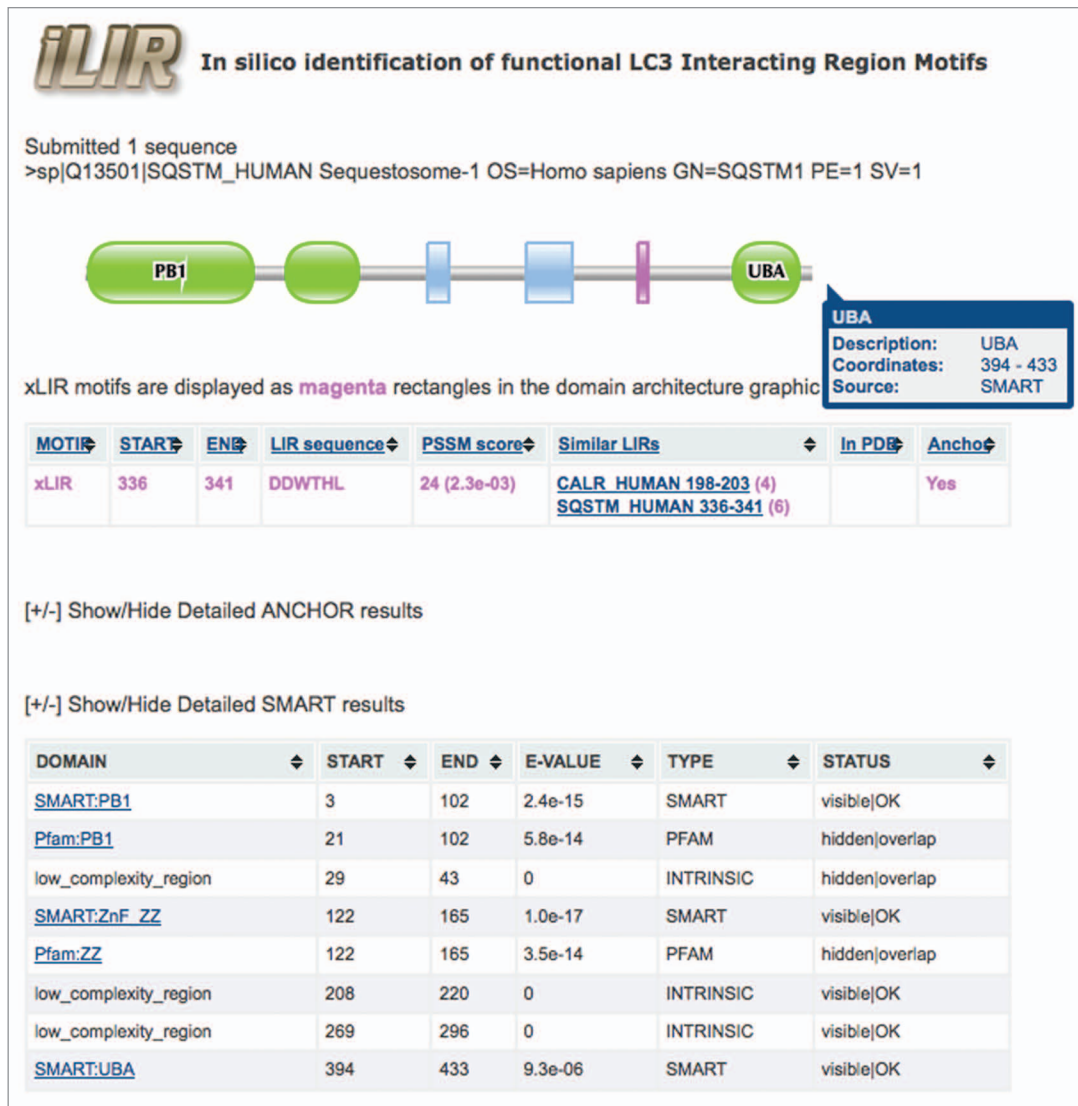 iLIR In silico identification of functional LC3 Interacting Region Motifs
Submitted 1 sequence
>sp|Q13501|SQSTM_HUMAN Sequestosome-1 OS=Homo sapiens GN=SQSTM1 PE=1 SV=1
PB1 UBA
UBA
Description: UBA
Coordinates: 394 - 433
Source: SMART
xLIR motifs are displayed as magenta rectangles in the domain architecture graphic
MOTIF START END LIR sequence PSSM score Similar LIRs In PDB Anchor
xLIR 336 341 DDWTHL 24 (2.3e-03) CALR_HUMAN 198-203 (4) Yes
SQSTM_HUMAN 336-341 (6)
[+/-] Show/Hide Detailed ANCHOR results
[+/-] Show/Hide Detailed SMART results
DOMAIN START END E-VALUE TYPE STATUS
SMART:PB1 3 102 2.4e-15 SMART visible|OK
Pfam:PB1 21 102 5.8e-14 PFAM hidden|overlap
low_complexity_region 29 43 0 INTRINSIC hidden|overlap
SMART:ZnF_ZZ 122 165 1.0e-17 SMART visible|OK
Pfam:ZZ 122 165 3.5e-14 PFAM hidden|overlap
low_complexity_region 208 220 0 INTRINSIC visible|OK
low_complexity_region 269 296 0 INTRINSIC visible|OK
SMART:UBA 394 433 9.3e-06 SMART visible|OK